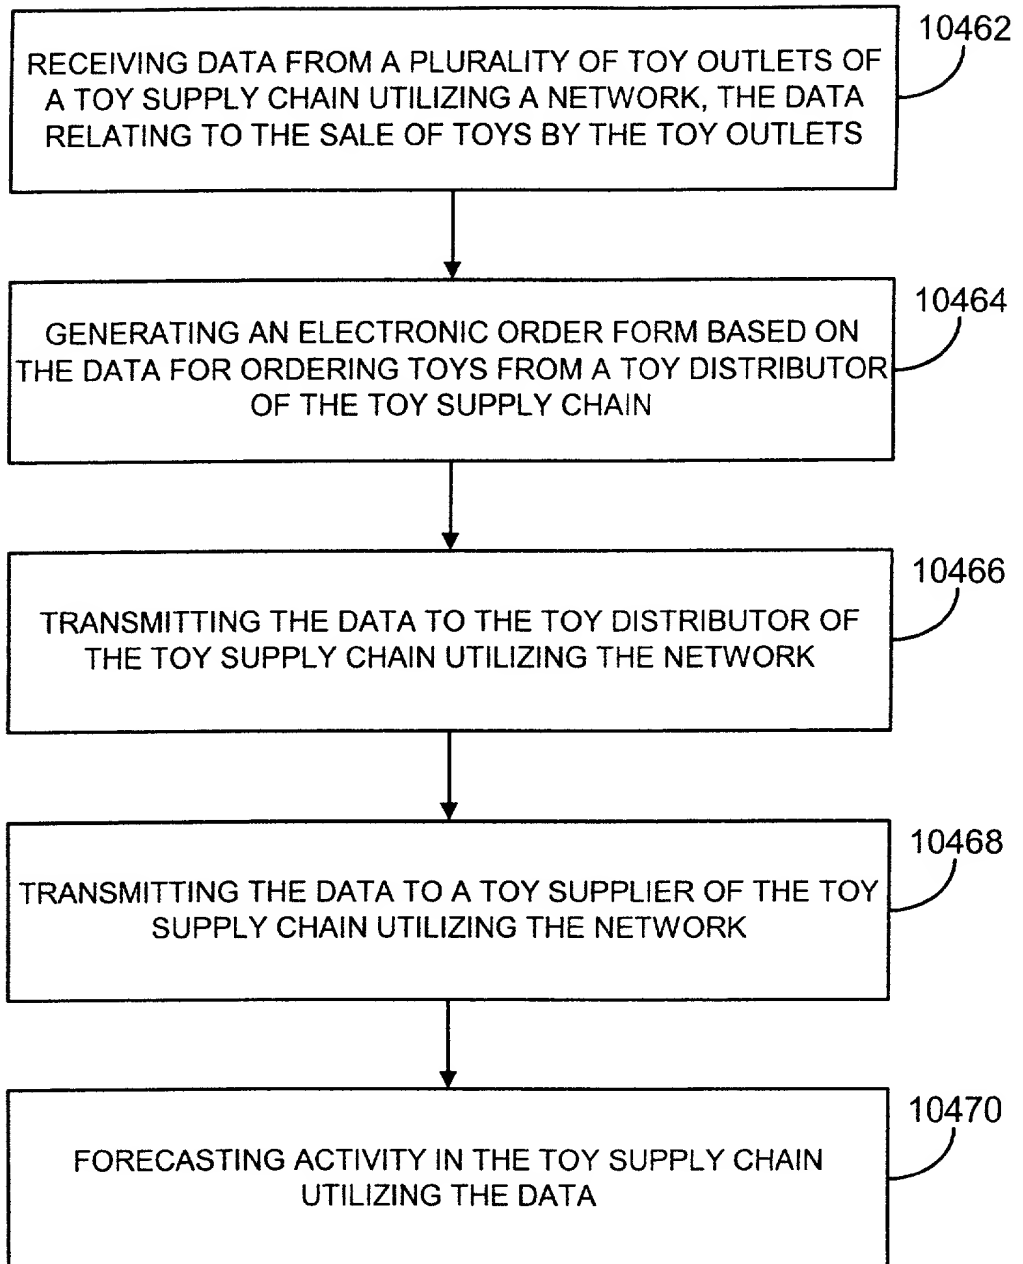 10462
RECEIVING DATA FROM A PLURALITY OF TOY OUTLETS OF
A TOY SUPPLY CHAIN UTILIZING A NETWORK, THE DATA
RELATING TO THE SALE OF TOYS BY THE TOY OUTLETS
10464
GENERATING AN ELECTRONIC ORDER FORM BASED ON
THE DATA FOR ORDERING TOYS FROM A TOY DISTRIBUTOR
OF THE TOY SUPPLY CHAIN
10466
TRANSMITTING THE DATA TO THE TOY DISTRIBUTOR OF
THE TOY SUPPLY CHAIN UTILIZING THE NETWORK
10468
TRANSMITTING THE DATA TO A TOY SUPPLIER OF THE TOY
SUPPLY CHAIN UTILIZING THE NETWORK
10470
FORECASTING ACTIVITY IN THE TOY SUPPLY CHAIN
UTILIZING THE DATA